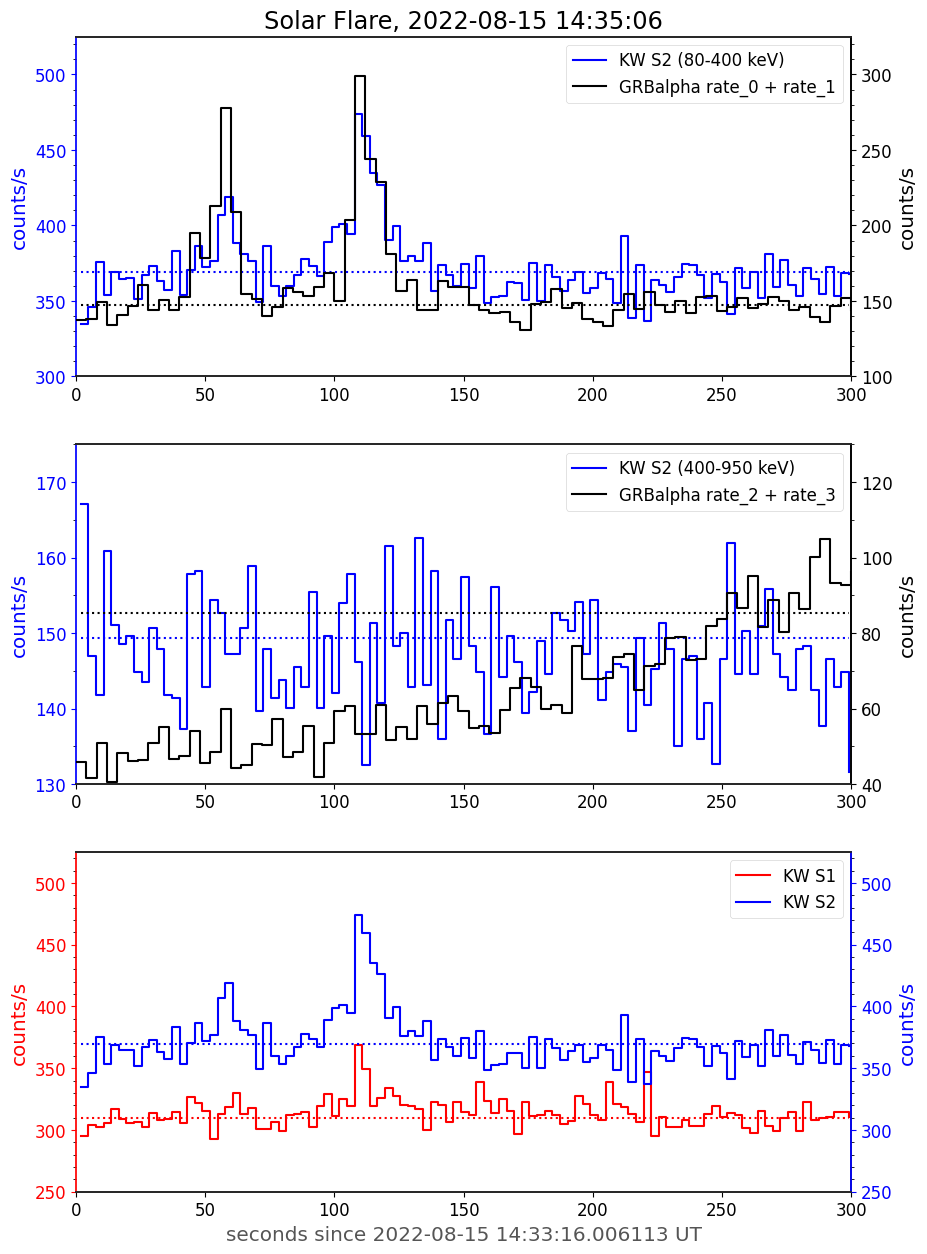 Solar Flare, 2022-08-15 14:35:06
KW S2 (80-400 keV)
GRBalpha rate_0 + rate_1
500
450
400
350
300
counts/s
300
250
200
150
100
counts/s
0 50 100 150 200 250 300
KW S2 (400-950 keV)
GRBalpha rate_2 + rate_3
170
160
150
140
130
counts/s
120
100
80
60
40
counts/s
0 50 100 150 200 250 300
KW S1
KW S2
500
450
400
350
300
250
counts/s
500
450
400
350
300
250
counts/s
0 50 100 150 200 250 300
seconds since 2022-08-15 14:33:16.006113 UT